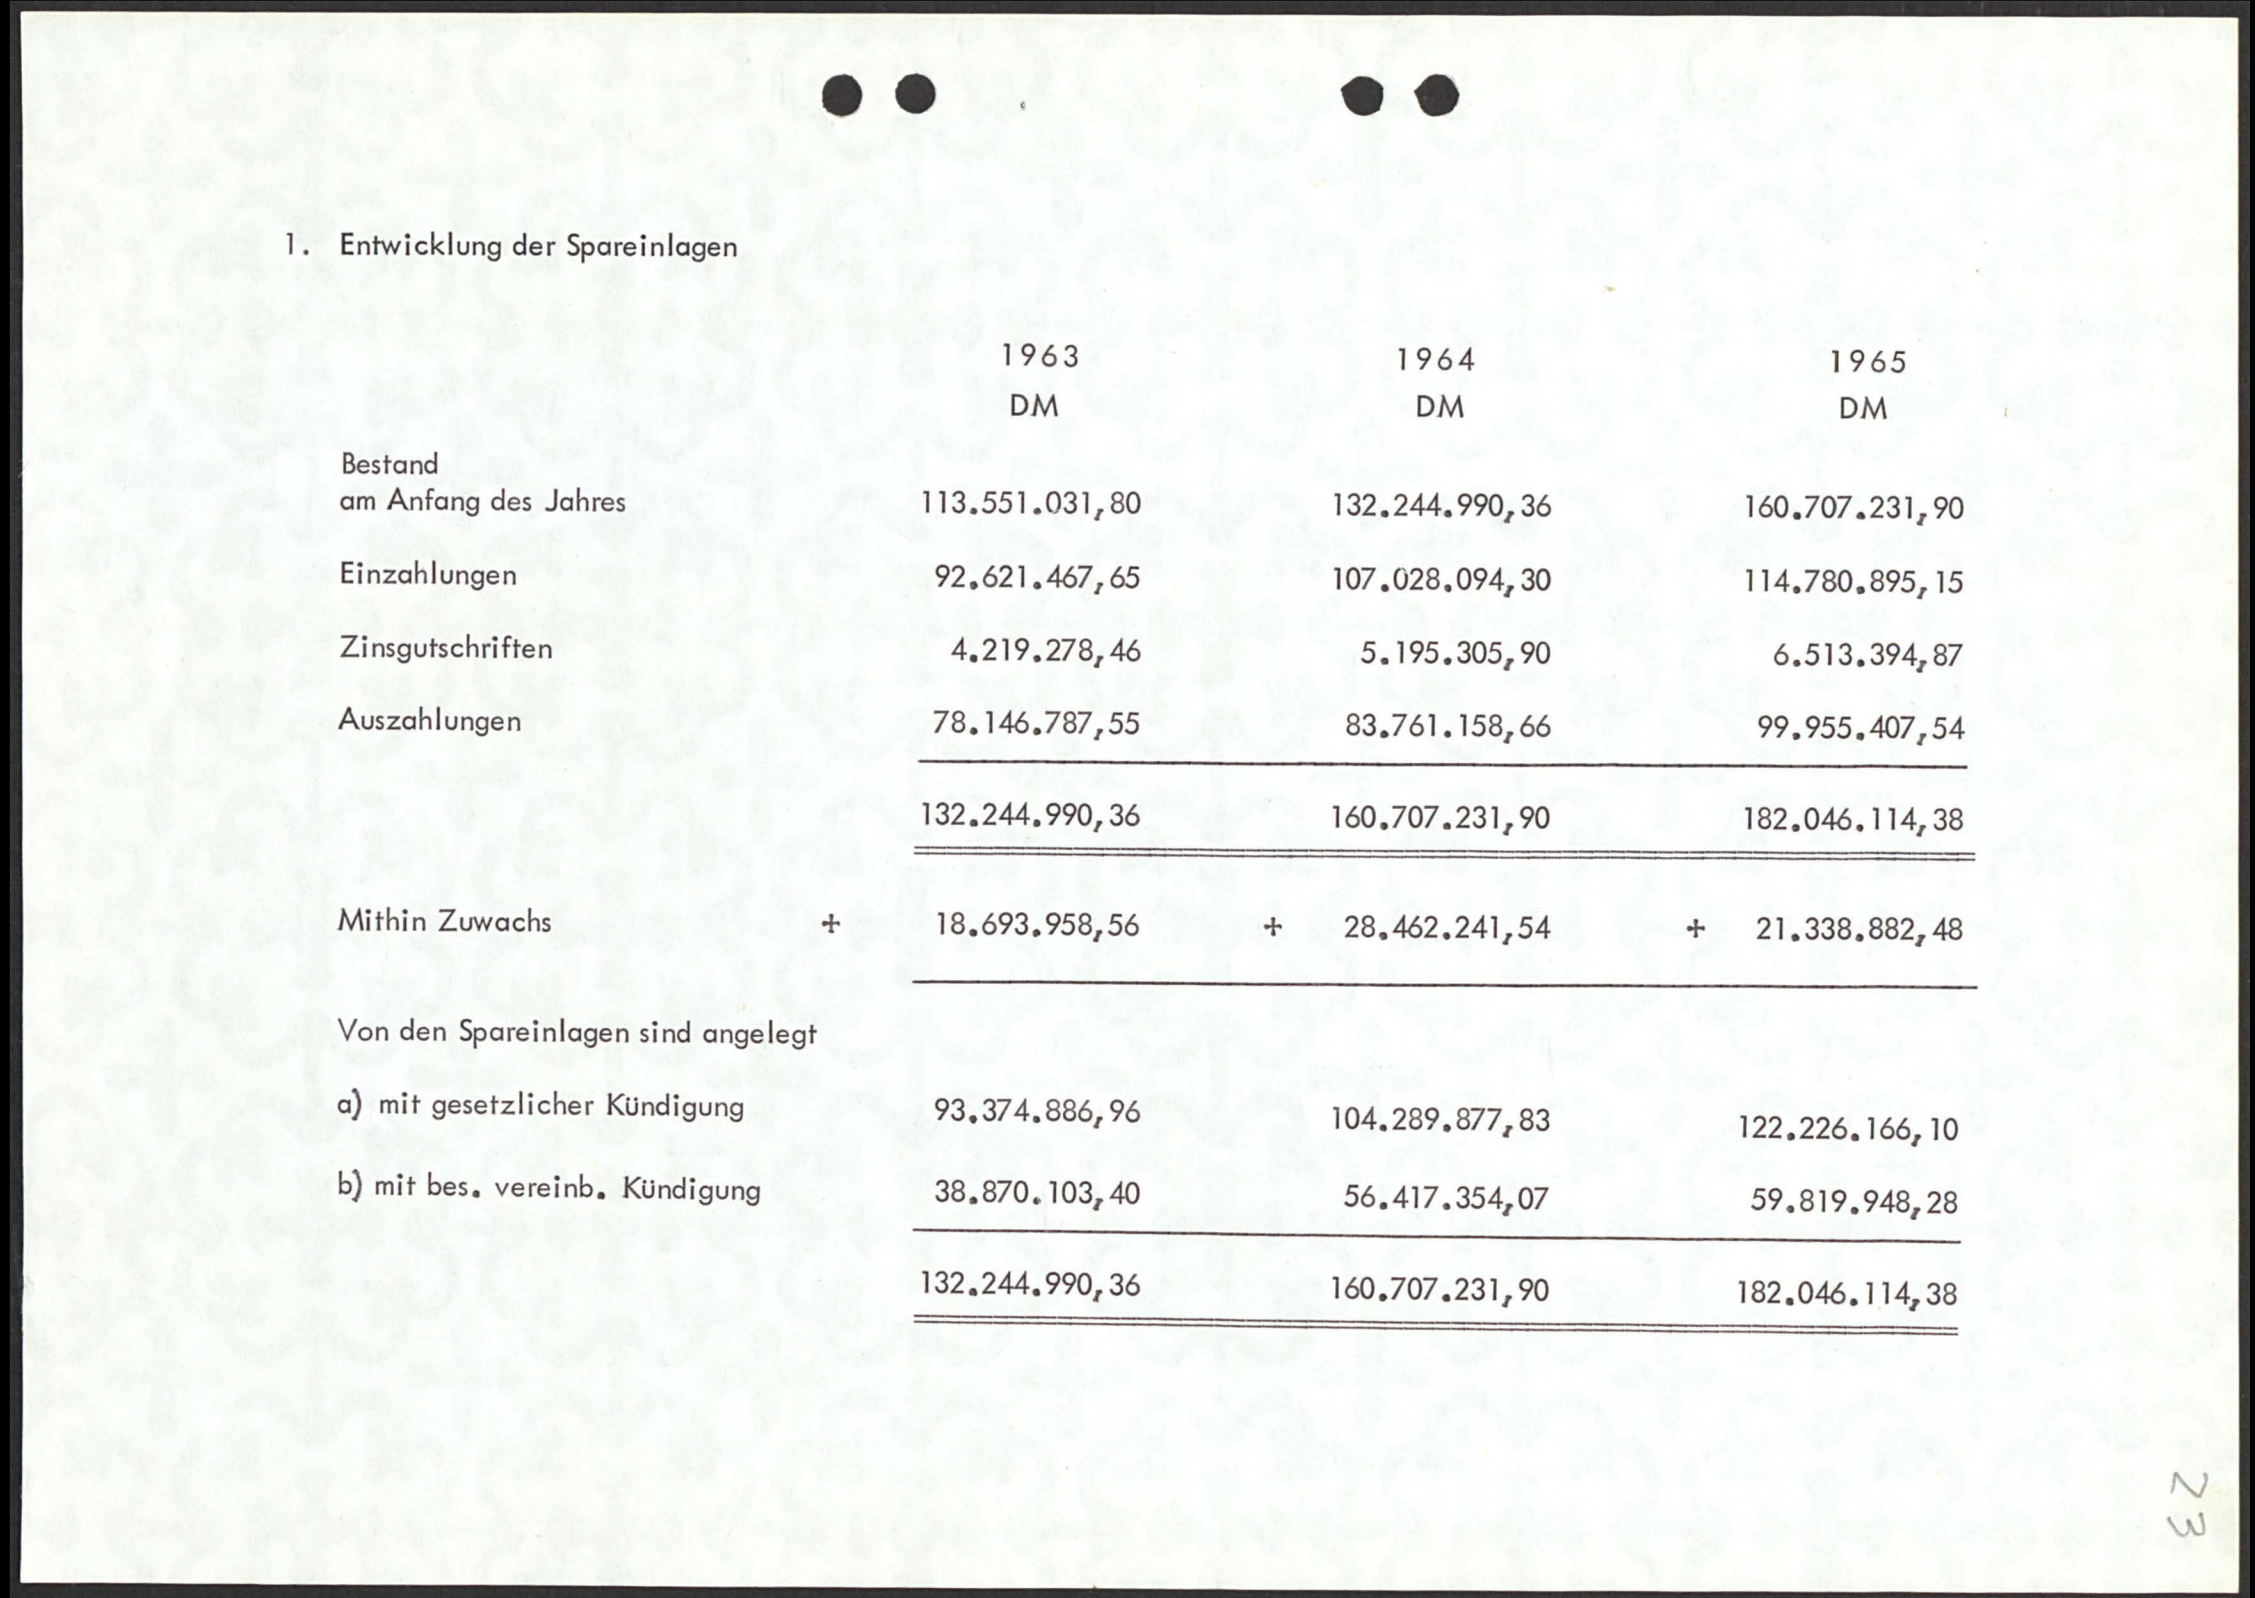 1. Entwicklung der Spareinlagen
1963 1964 1965
DM DM DM
Bestand
am Anfang des Jahres 113.551.031,80 132.244.990,36 160.707.231,90
Einzahlungen 92.621.467,65 107.028.094,30 114.780.895,15
Zinsgutschriften 4.219.278,46 5.195.305,90 6.513.394,87
Auszahlungen 78.146.787,55 83.761.158,66 99.955.407,54
132.244.990,36 160.707.231,90 182.046.114,38
Mithin Zuwachs + 18.693.958,56 + 28.462.241,54 + 21.338.882,48
Von den Spareinlagen sind angelegt
a) mit gesetzlicher Kündigung 93.374.886,96 104.289.877,83 122.226.166,10
b) mit bes. vereinb. Kündigung 38.870.103,40 56.417.354,07 59.819.948,28
132.244.990,36 160.707.231,90 182.046.114,38
23